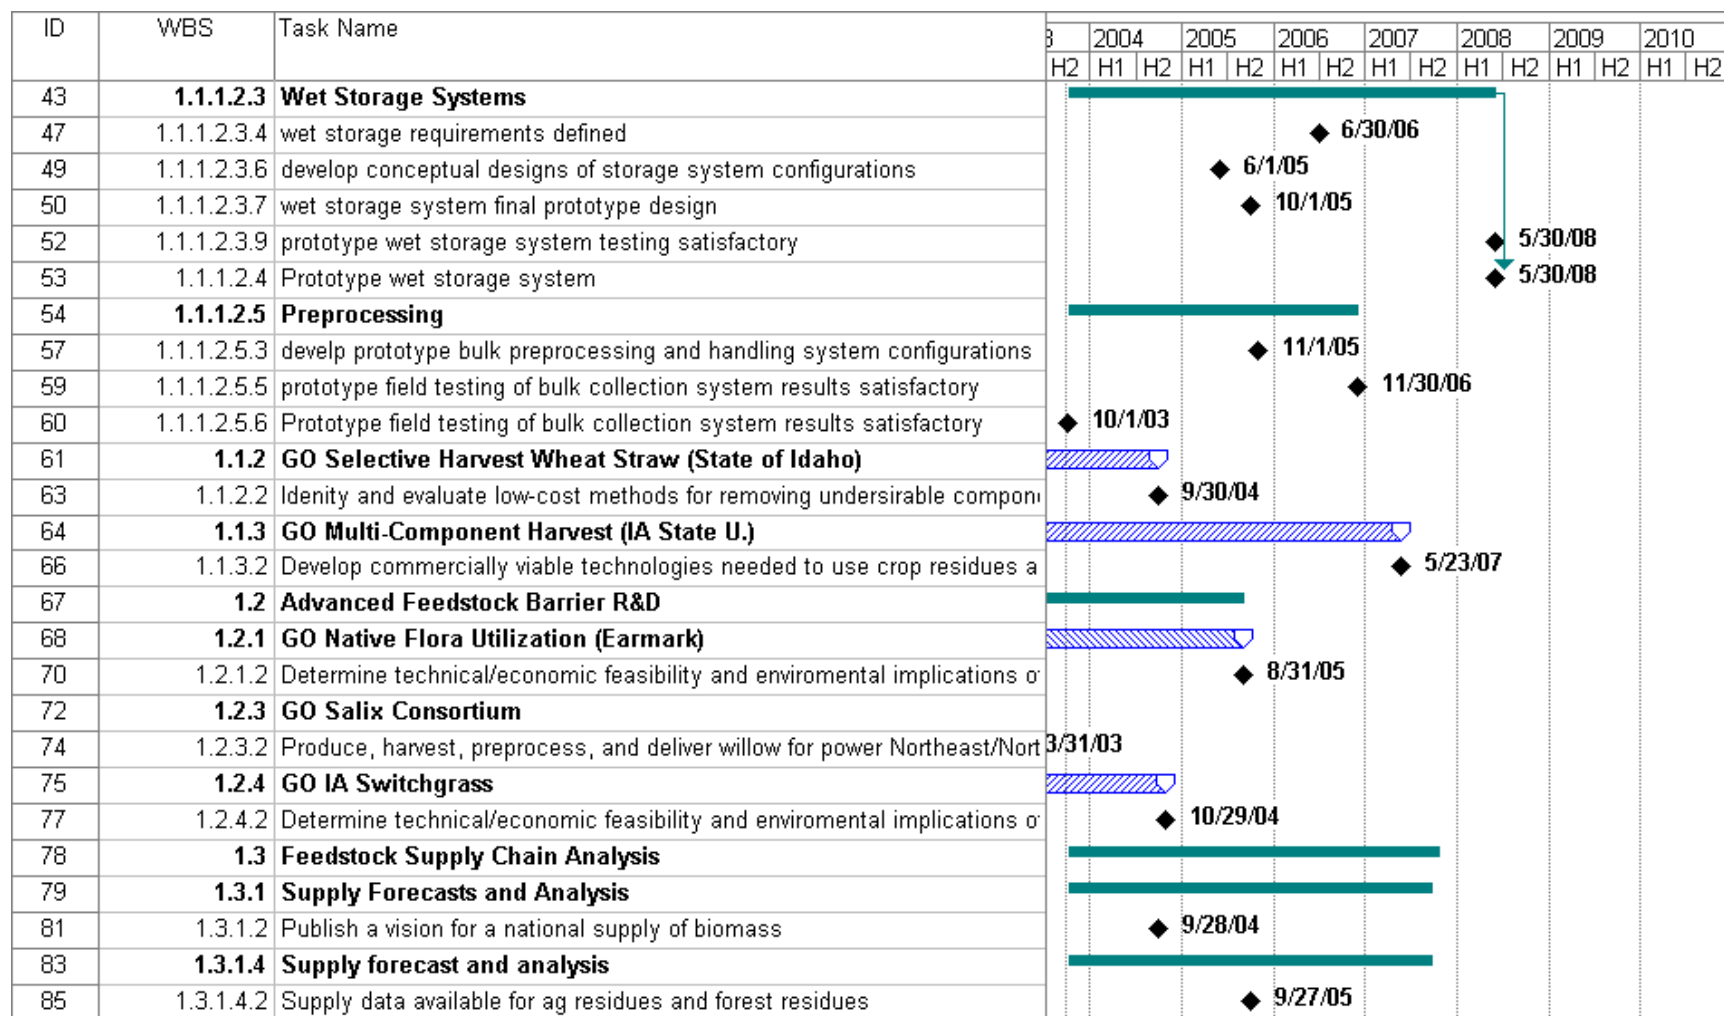 ID WBS Task Name
3 2004 2005 2006 2007 2008 2009 2010
H2 H1 H2 H1 H2 H1 H2 H1 H2 H1 H2 H1 H2 H1 H2
43 1.1.1.2.3 Wet Storage Systems
47 1.1.1.2.3.4 wet storage requirements defined 6/30/06
49 1.1.1.2.3.6 develop conceptual designs of storage system configurations 6/1/05
50 1.1.1.2.3.7 wet storage system final prototype design 10/1/05
52 1.1.1.2.3.9 prototype wet storage system testing satisfactory 5/30/08
53 1.1.1.2.4 Prototype wet storage system 5/30/08
54 1.1.1.2.5 Preprocessing
57 1.1.1.2.5.3 develp prototype bulk preprocessing and handling system configurations 11/1/05
59 1.1.1.2.5.5 prototype field testing of bulk collection system results satisfactory 11/30/06
60 1.1.1.2.5.6 Prototype field testing of bulk collection system results satisfactory 10/1/03
61 1.1.2 GO Selective Harvest Wheat Straw (State of Idaho)
63 1.1.2.2 Idenity and evaluate low-cost methods for removing undersirable compon 9/30/04
64 1.1.3 GO Multi-Component Harvest (IA State U.)
66 1.1.3.2 Develop commercially viable technologies needed to use crop residues a 5/23/07
67 1.2 Advanced Feedstock Barrier R&D
68 1.2.1 GO Native Flora Utilization (Earmark)
70 1.2.1.2 Determine technical/economic feasibility and enviromental implications o 8/31/05
72 1.2.3 GO Salix Consortium
74 1.2.3.2 Produce, harvest, preprocess, and deliver willow for power Northeast/Nort 3/31/03
75 1.2.4 GO IA Switchgrass
77 1.2.4.2 Determine technical/economic feasibility and enviromental implications o 10/29/04
78 1.3 Feedstock Supply Chain Analysis
79 1.3.1 Supply Forecasts and Analysis
81 1.3.1.2 Publish a vision for a national supply of biomass 9/28/04
83 1.3.1.4 Supply forecast and analysis
85 1.3.1.4.2 Supply data available for ag residues and forest residues 9/27/05